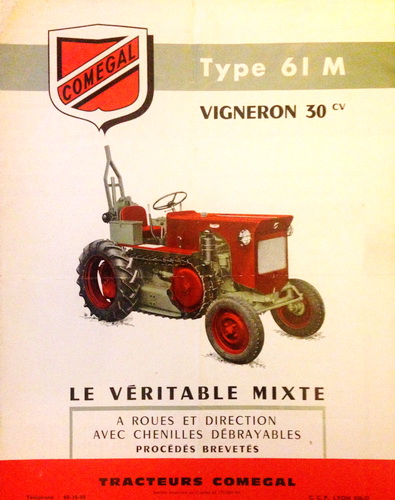 COMEGAL
Type 61 M
VIGNERON 30 CV
LE VÉRITABLE MIXTE
A ROUES ET DIRECTION
AVEC CHENILLES DÉBRAYABLES
PROCÉDÉS BREVETÉS
TRACTEURS COMEGAL